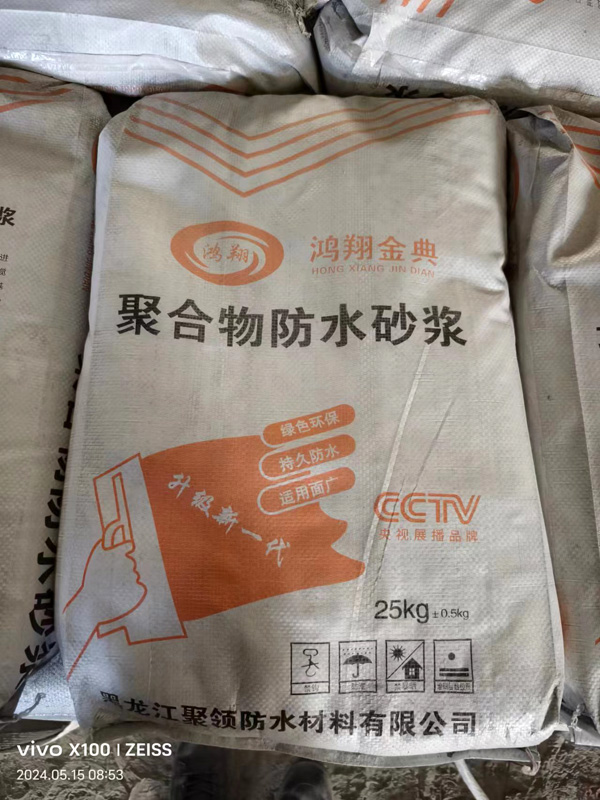 鸿翔
鸿翔金典
HONG XIANG JIN DIAN
聚合物防水砂浆
绿色环保
持久防水
适用面广
升级新一代
CCTV
央视展播品牌
25kg±0.5kg
黑龙江聚领防水材料有限公司
浆
vivo X100 | ZEISS
2024.05.15 08:53